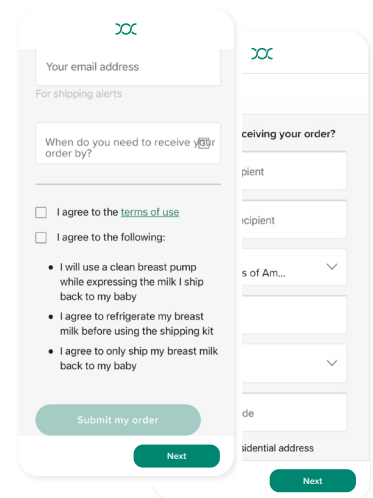 Your email address
For shipping alerts
When do you need to receive your
order by?
I agree to the terms of use
I agree to the following:
• I will use a clean breast pump
while expressing the milk I ship
back to my baby
• I agree to refrigerate my breast
milk before using the shipping kit
• I agree to only ship my breast milk
back to my baby
Submit my order
Next
ceiving your order?
pient
ecipient
s of Am...
de
sidential address
Next